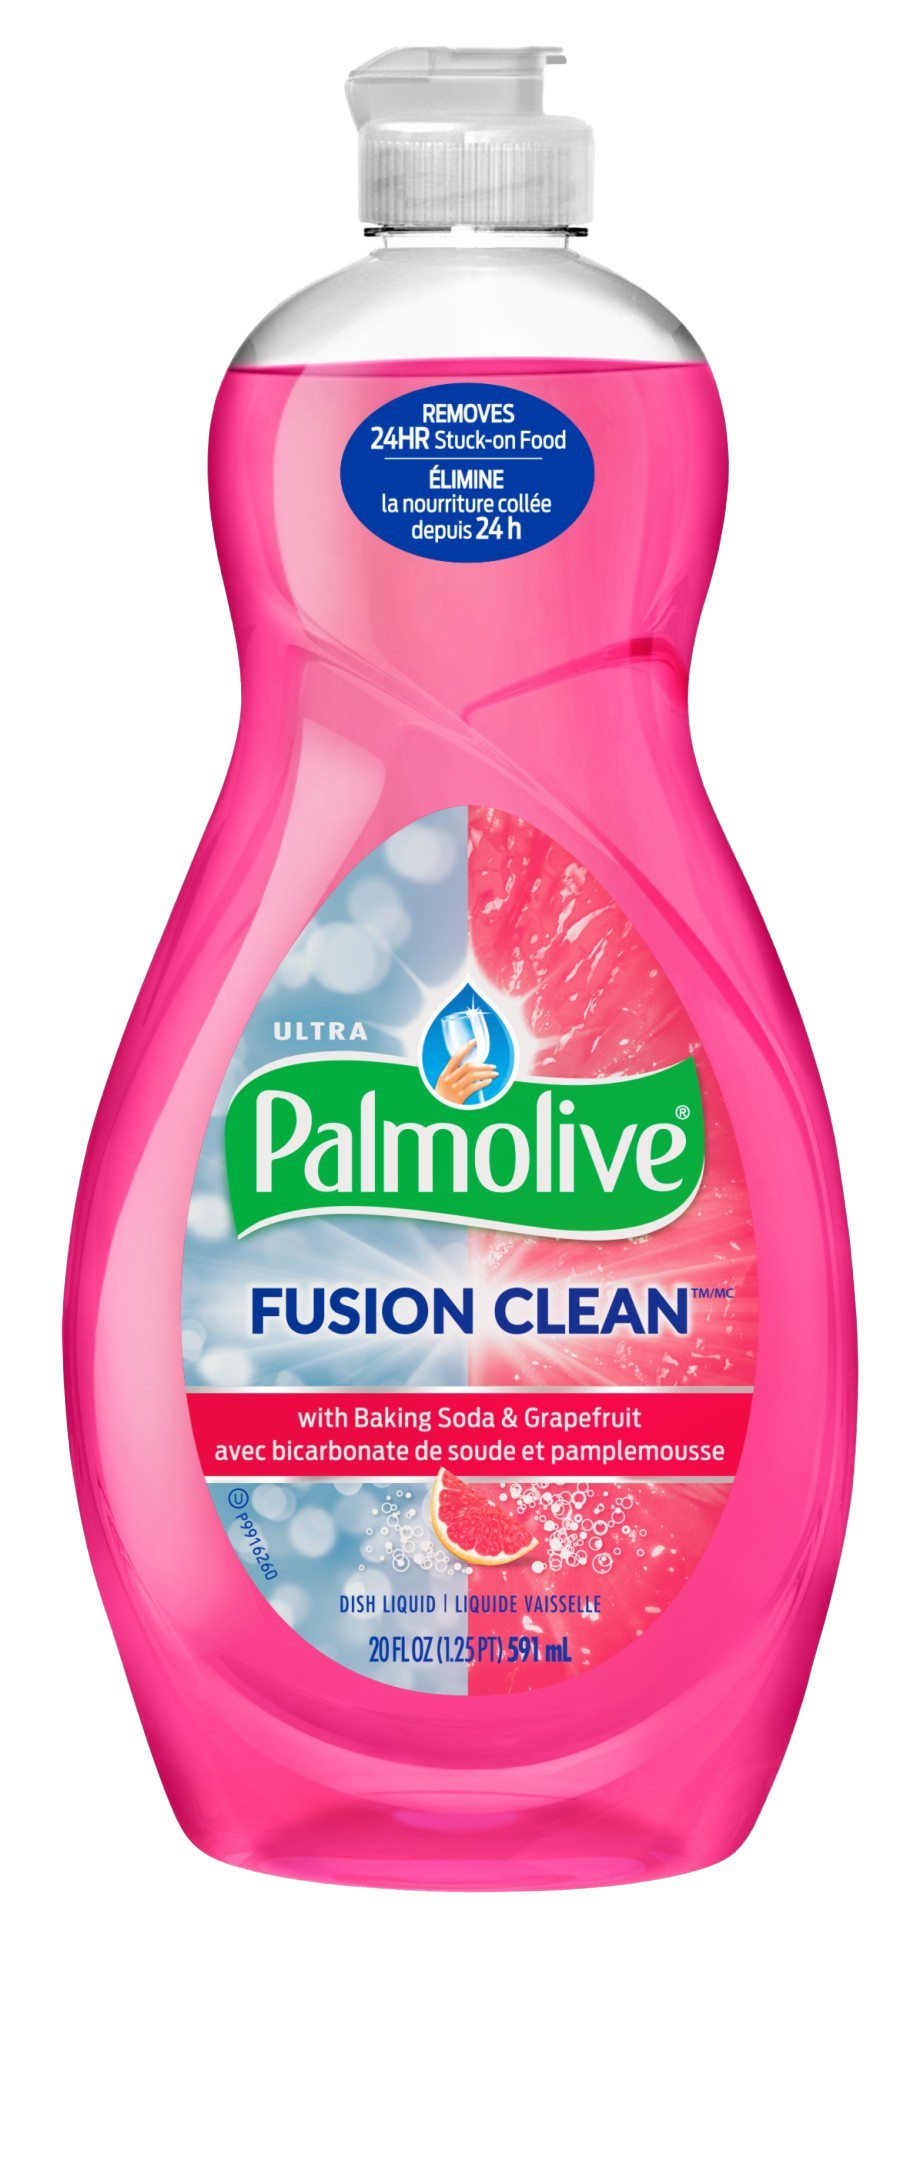 REMOVES
24HR Stuck-on Food
ÉLIMINE
la nourriture collée
depuis 24 h
ULTRA
Palmolive®
FUSION CLEAN™/MC
with Baking Soda & Grapefruit
avec bicarbonate de soude et pamplemousse
Ⓤ P9916260
DISH LIQUID | LIQUIDE VAISSELLE
20 FL OZ (1.25 PT) 591 mL